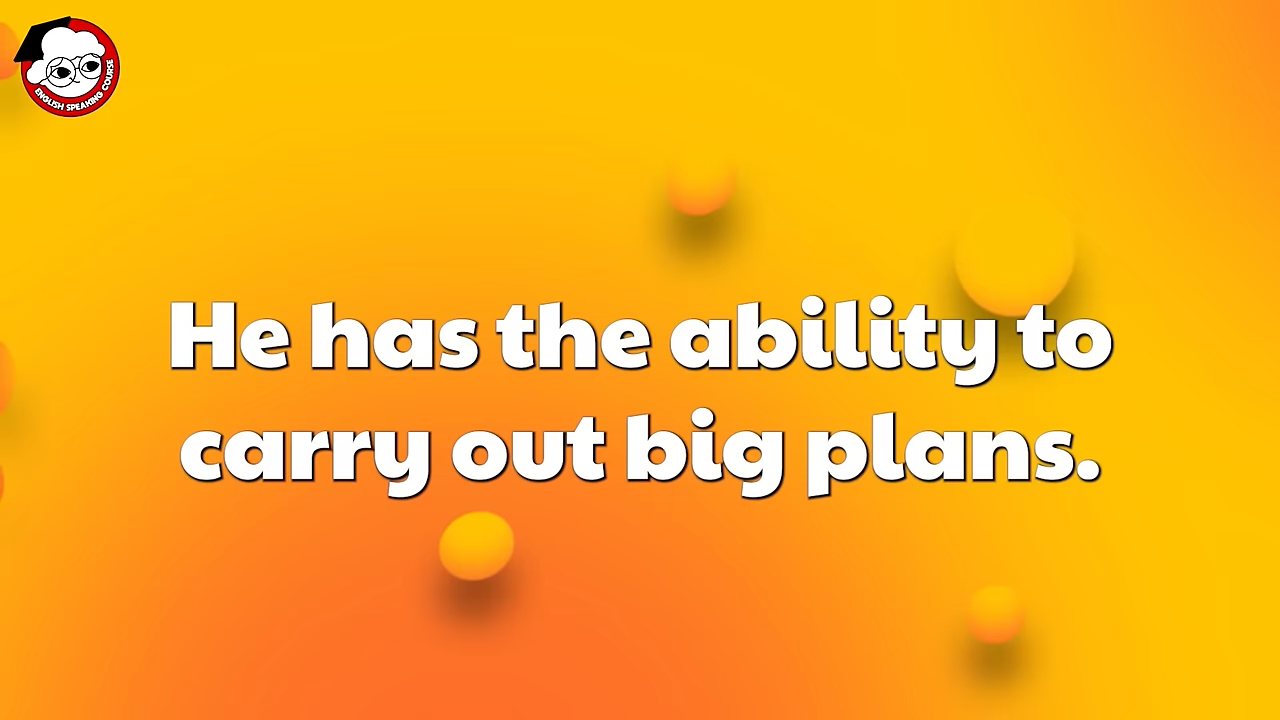 ENGLISH SPEAKING COURSE
He has the ability to
carry out big plans.